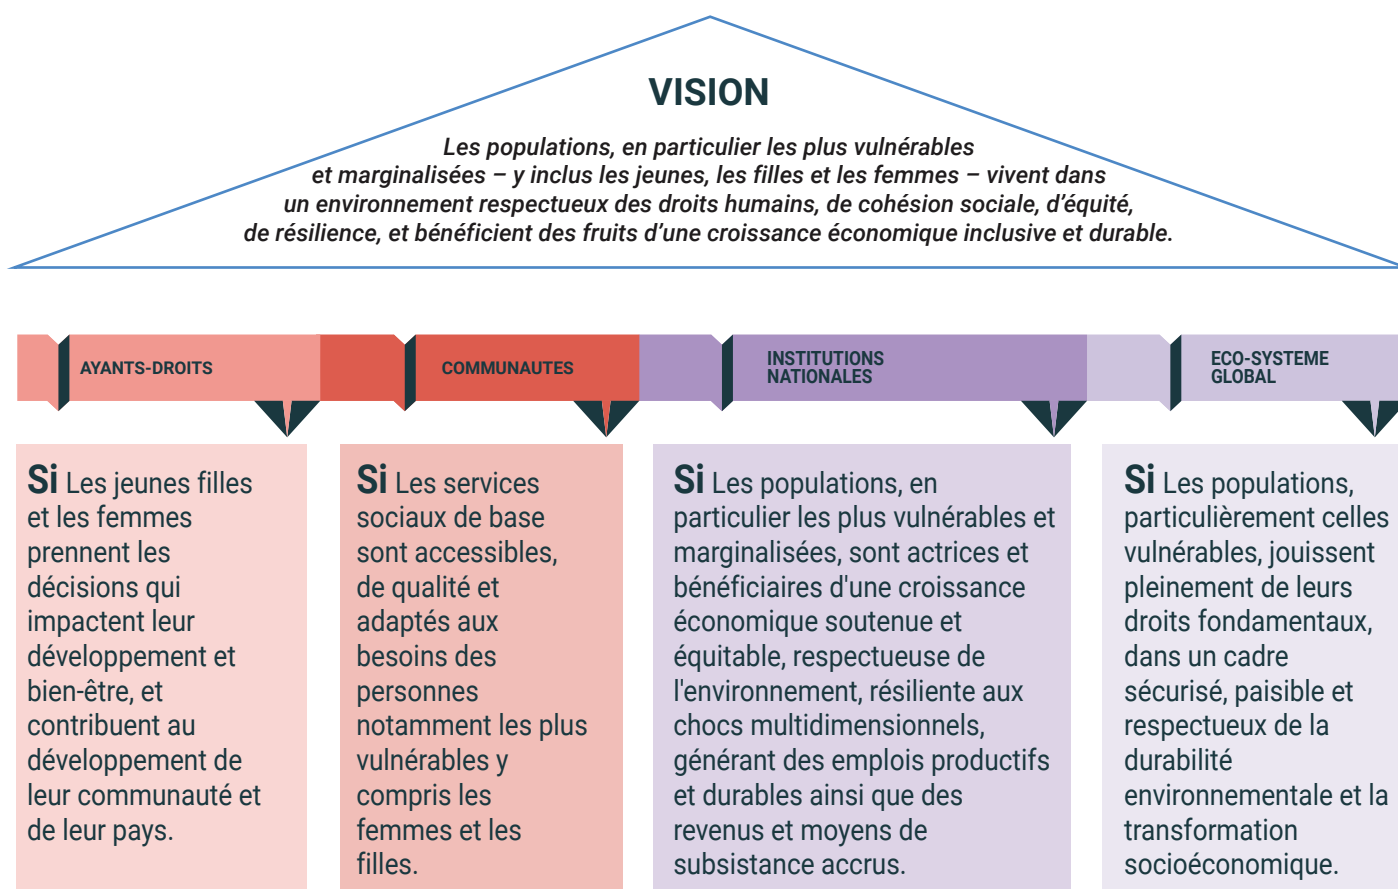 VISION
Les populations, en particulier les plus vulnérables
et marginalisées – y inclus les jeunes, les filles et les femmes – vivent dans
un environnement respectueux des droits humains, de cohésion sociale, d'équité,
de résilience, et bénéficient des fruits d'une croissance économique inclusive et durable.
AYANTS-DROITS
COMMUNAUTES
INSTITUTIONS
NATIONALES
ECO-SYSTEME
GLOBAL
Si Les jeunes filles
et les femmes
prennent les
décisions qui
impactent leur
développement et
bien-être, et
contribuent au
développement de
leur communauté et
de leur pays.
Si Les services
sociaux de base
sont accessibles,
de qualité et
adaptés aux
besoins des
personnes
notamment les plus
vulnérables y
compris les
femmes et les
filles.
Si Les populations, en
particulier les plus vulnérables et
marginalisées, sont actrices et
bénéficiaires d'une croissance
économique soutenue et
équitable, respectueuse de
l'environnement, résiliente aux
chocs multidimensionnels,
générant des emplois productifs
et durables ainsi que des
revenus et moyens de
subsistance accrus.
Si Les populations,
particulièrement celles
vulnérables, jouissent
pleinement de leurs
droits fondamentaux,
dans un cadre
sécurisé, paisible et
respectueux de la
durabilité
environnementale et la
transformation
socioéconomique.